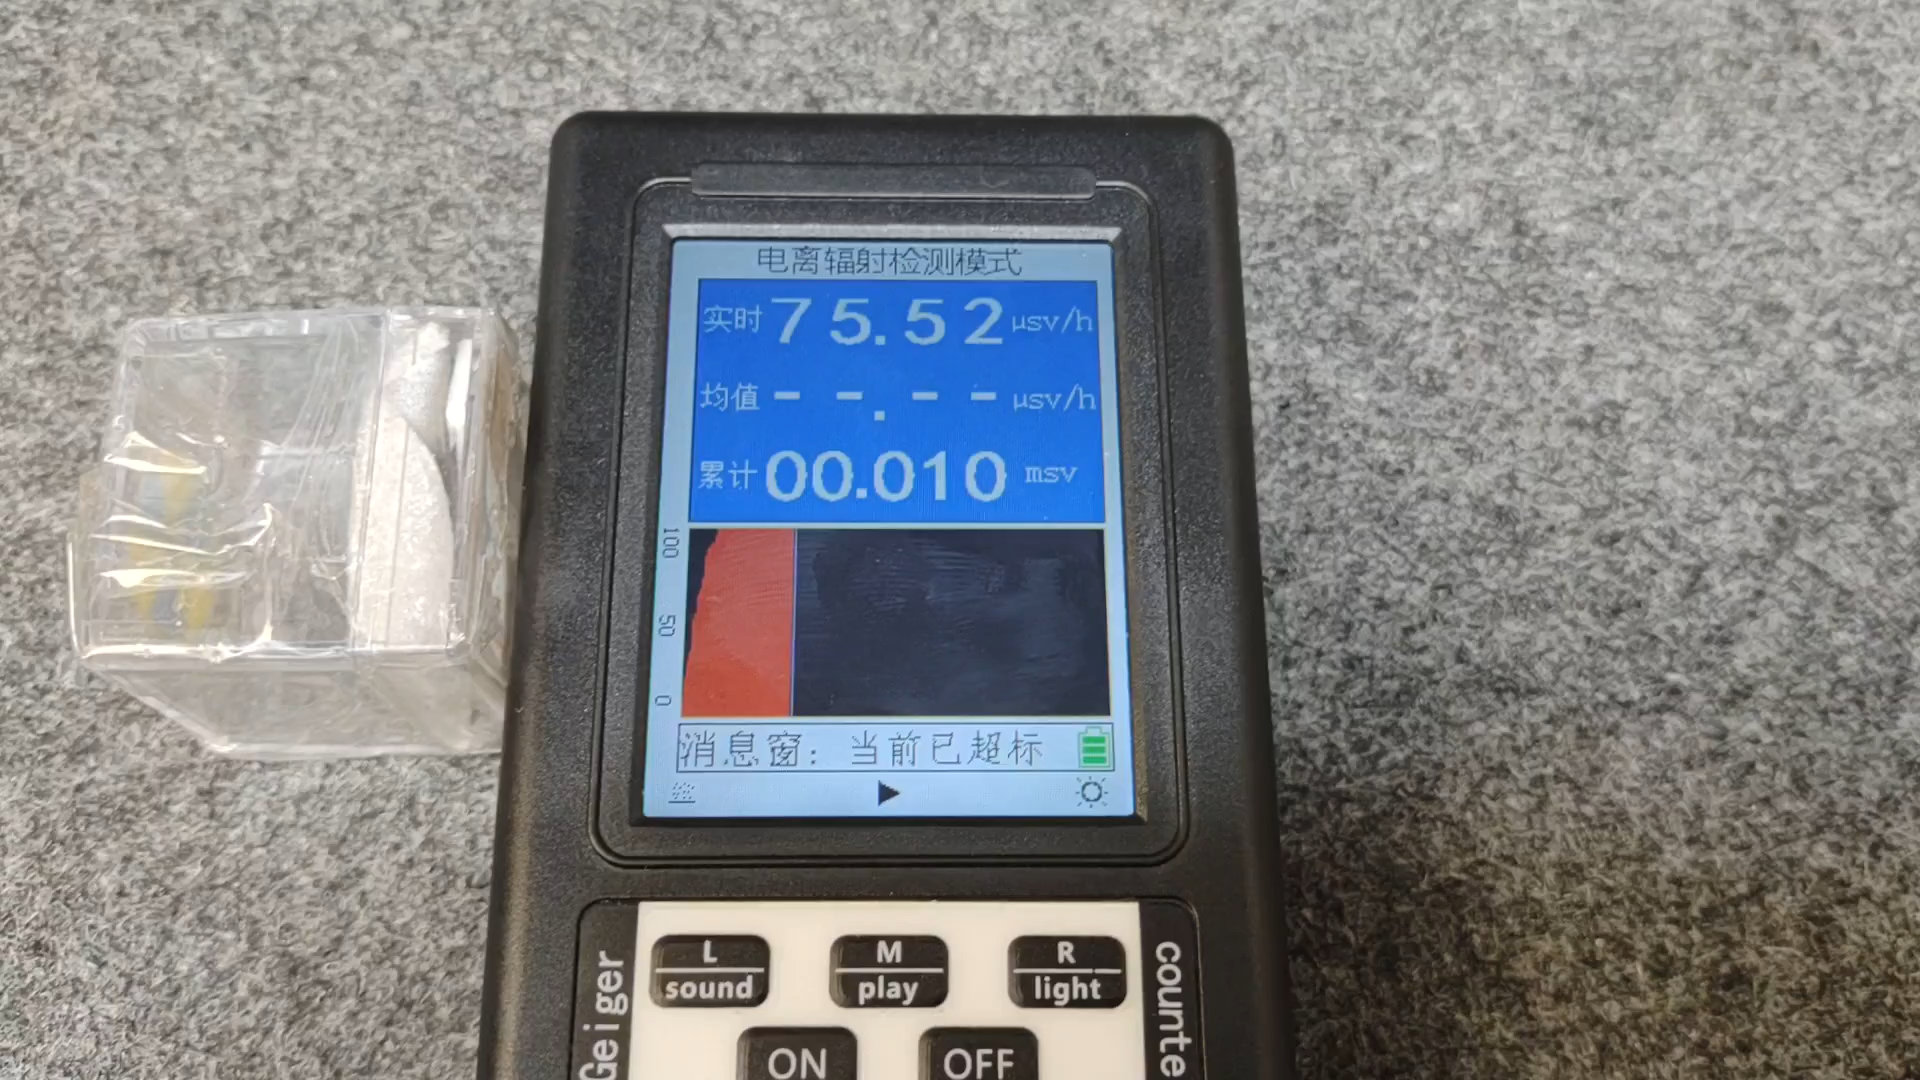 电离辐射检测模式
实时 75.52 μsv/h
均值 --.-- μsv/h
累计 00.010 msv
100
50
0
消息窗：当前已超标
L
sound
M
play
R
light
ON
OFF
Geiger
counte